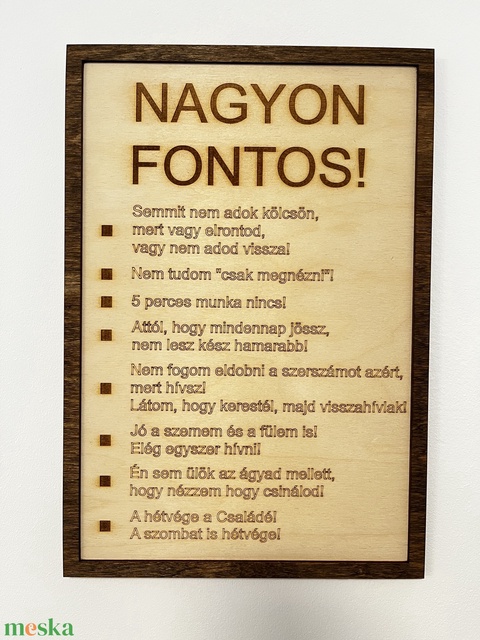 NAGYON
FONTOS!
Semmit nem adok kölcsön,
mert vagy elrontod,
vagy nem adod vissza!
Nem tudom "csak megnézni"!
5 perces munka nincs!
Attól, hogy mindennap jössz,
nem lesz kész hamarabb!
Nem fogom eldobni a szerszámot azért,
mert hívsz!
Látom, hogy kerestél, majd visszahívlak!
Jó a szemem és a fülem is!
Elég egyszer hívni!
Én sem ülök az ágyad mellett,
hogy nézzem hogy csinálod!
A hétvége a Családé!
A szombat is hétvége!
meska